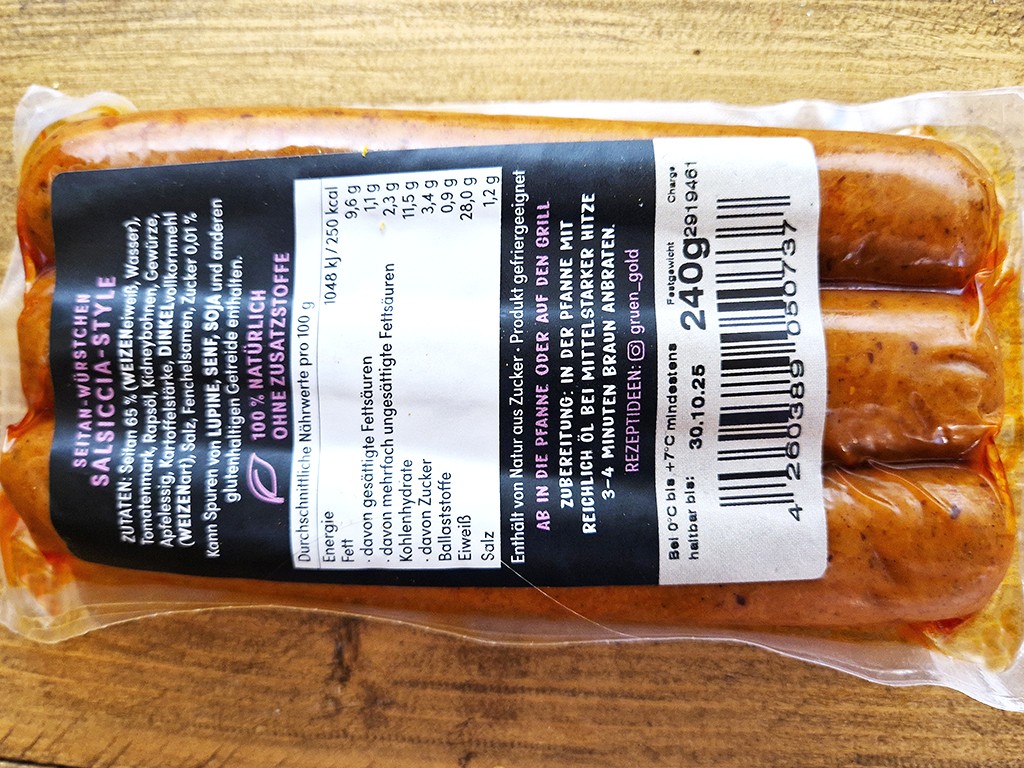 SEITAN-WÜRSTCHEN
SALSICCIA-STYLE
ZUTATEN: Seitan 65 % (WEIZENeiweiß, Wasser),
Tomatenmark, Rapsöl, Kidneybohnen, Gewürze,
Apfelessig, Kartoffelstärke, DINKELvollkornmehl
(WEIZENart), Salz, Fenchelsamen, Zucker 0,01 %
Kann Spuren von LUPINE, SENF, SOJA und anderen
glutenhaltigen Getreide enthalten.
100 % NATÜRLICH
OHNE ZUSATZSTOFFE
Durchschnittliche Nährwerte pro 100 g
Energie 1048 kJ/ 250 kcal
Fett 9,6 g
· davon gesättigte Fettsäuren 1,1 g
· davon mehrfach ungesättigte Fettsäuren 2,3 g
Kohlenhydrate 11,5 g
· davon Zucker 3,4 g
Ballaststoffe 0,9 g
Eiweiß 28,0 g
Salz 1,2 g
Enthält von Natur aus Zucker · Produkt gefriergeeignet
AB IN DIE PFANNE ODER AUF DEN GRILL
ZUBEREITUNG: IN DER PFANNE MIT
REICHLICH ÖL BEI MITTELSTARKER HITZE
3-4 MINUTEN BRAUN ANBRATEN.
REZEPTIDEEN: gruen_gold
Bei 0°C bis +7°C mindestens Festgewicht Charge
haltbar bis: 30.10.25 240g 2919461
4 260389 050737